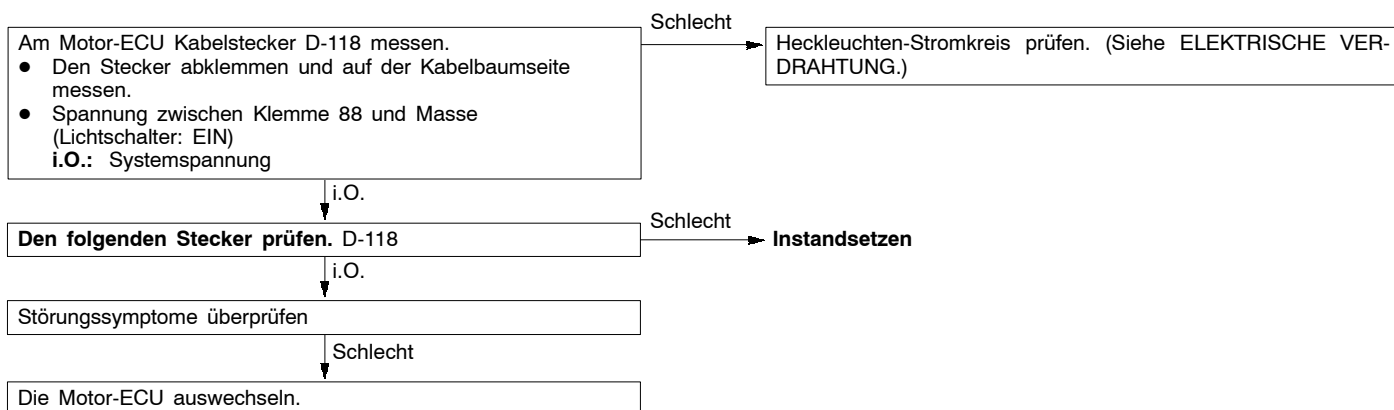 Schlecht
Am Motor-ECU Kabelstecker D-118 messen.
● Den Stecker abklemmen und auf der Kabelbaumseite
messen.
● Spannung zwischen Klemme 88 und Masse
(Lichtschalter: EIN)
i.O.: Systemspannung
Heckleuchten-Stromkreis prüfen. (Siehe ELEKTRISCHE VER-
DRAHTUNG.)
i.O.
Schlecht
Den folgenden Stecker prüfen. D-118
Instandsetzen
i.O.
Störungssymptome überprüfen
Schlecht
Die Motor-ECU auswechseln.